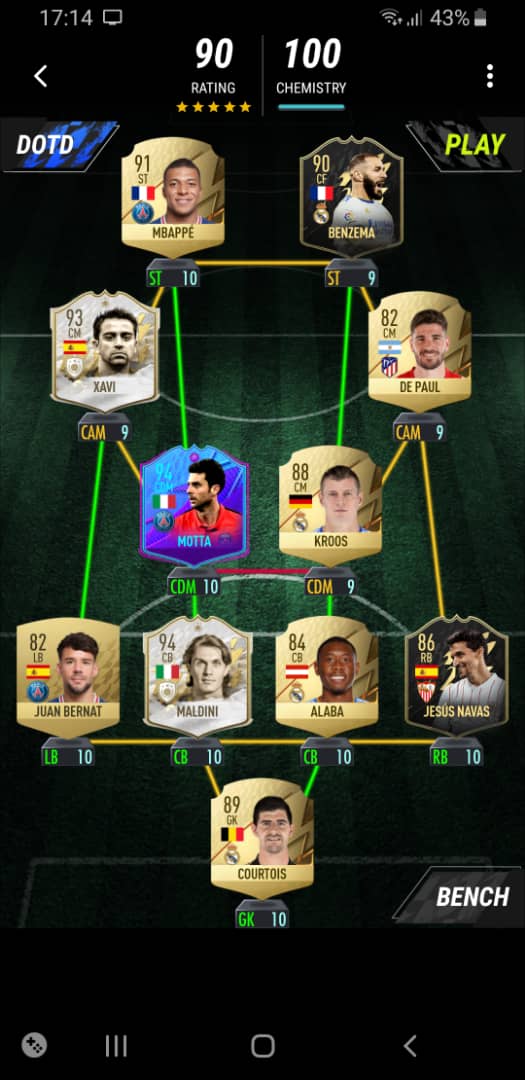 17:14 43%
90 100
RATING CHEMISTRY
DOTD PLAY
91 90
ST CF
MBAPPÉ BENZEMA
ST 10 ST 9
93 82
CM CM
XAVI DE PAUL
CAM 9 CAM 9
94 88
CDM CM
MOTTA KROOS
CDM 10 CDM 9
82 94 84 86
LB CB CB RB
JUAN BERNAT MALDINI ALABA JESÚS NAVAS
LB 10 CB 10 CB 10 RB 10
89
GK
COURTOIS
BENCH
GK 10